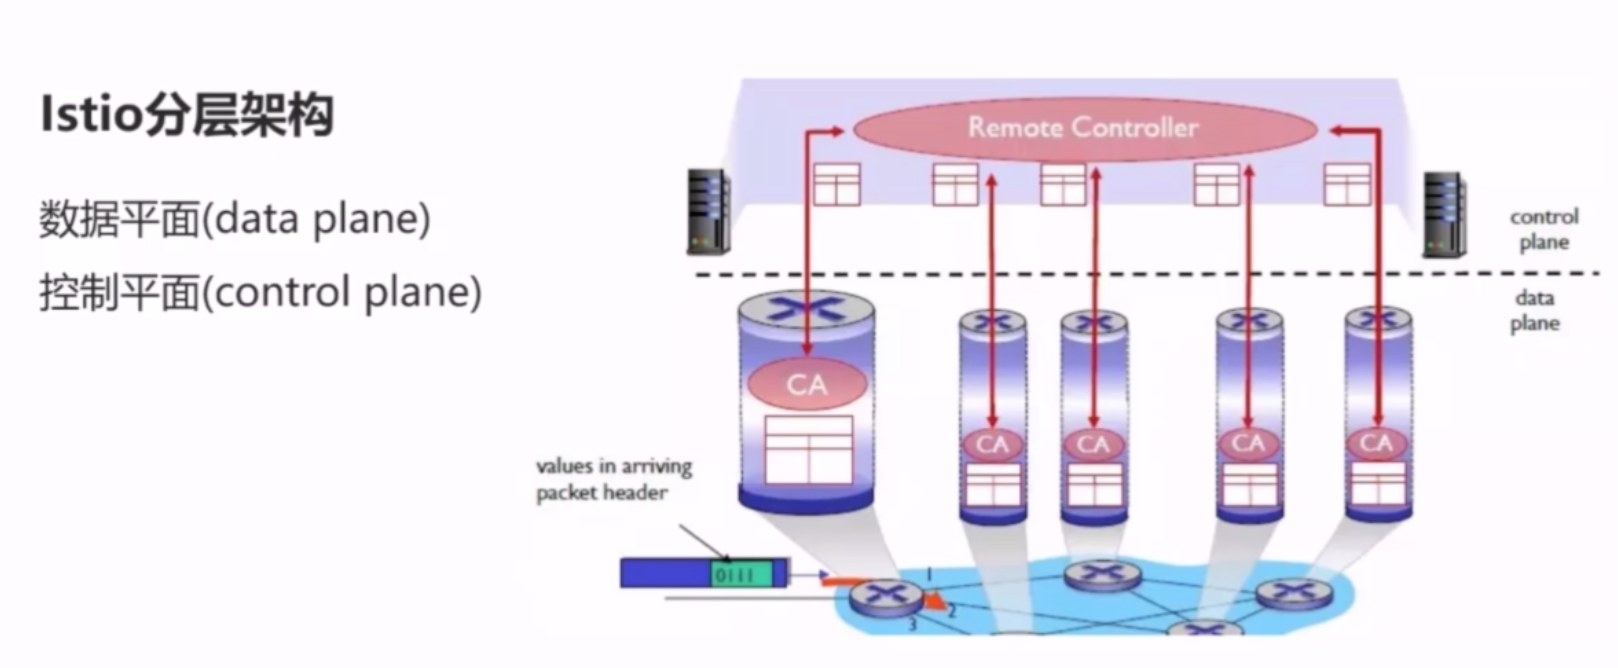 Istio分层架构
数据平面(data plane)
控制平面(control plane)
Remote Controller
control
plane
data
plane
CA
CA
CA
CA
CA
values in arriving
packet header
0111
1
2
3